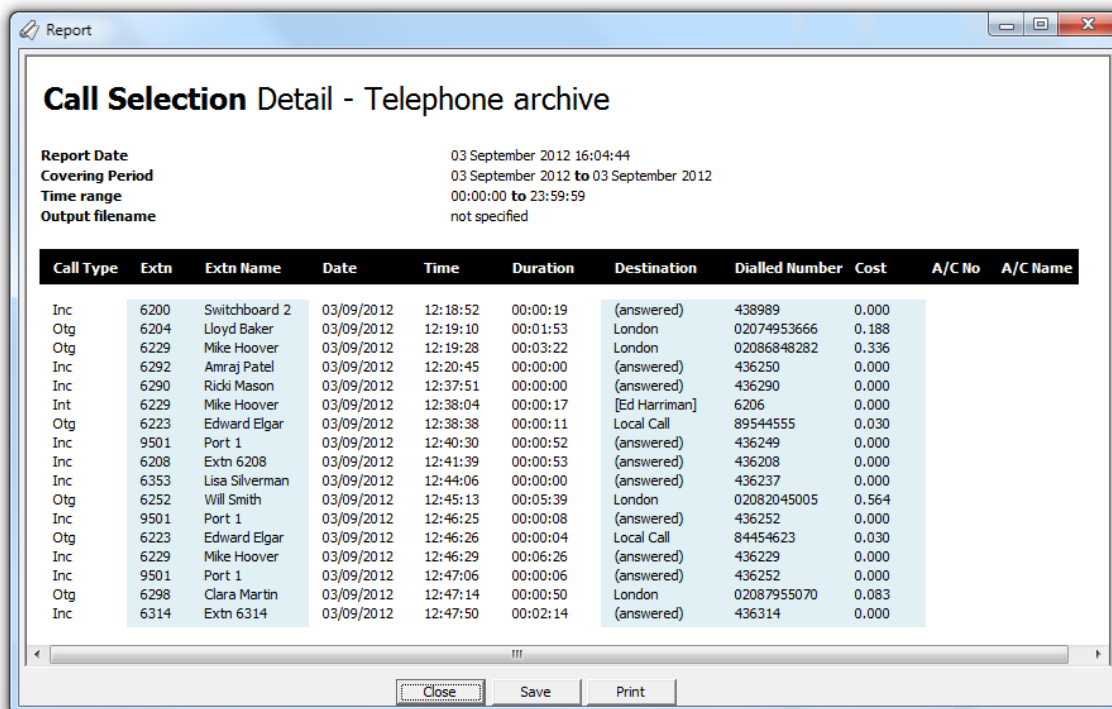 Report
Call Selection Detail - Telephone archive
Report Date 03 September 2012 16:04:44
Covering Period 03 September 2012 to 03 September 2012
Time range 00:00:00 to 23:59:59
Output filename not specified
Call Type Extn Extn Name Date Time Duration Destination Dialled Number Cost A/C No A/C Name
Inc 6200 Switchboard 2 03/09/2012 12:18:52 00:00:19 (answered) 438989 0.000
Otg 6204 Lloyd Baker 03/09/2012 12:19:10 00:01:53 London 02074953666 0.188
Otg 6229 Mike Hoover 03/09/2012 12:19:28 00:03:22 London 02086848282 0.336
Inc 6292 Amraj Patel 03/09/2012 12:20:45 00:00:00 (answered) 436250 0.000
Inc 6290 Ricki Mason 03/09/2012 12:37:51 00:00:00 (answered) 436290 0.000
Int 6229 Mike Hoover 03/09/2012 12:38:04 00:00:17 [Ed Harriman] 6206 0.000
Otg 6223 Edward Elgar 03/09/2012 12:38:38 00:00:11 Local Call 89544555 0.030
Inc 9501 Port 1 03/09/2012 12:40:30 00:00:52 (answered) 436249 0.000
Inc 6208 Extn 6208 03/09/2012 12:41:39 00:00:53 (answered) 436208 0.000
Inc 6353 Lisa Silverman 03/09/2012 12:44:06 00:00:00 (answered) 436237 0.000
Otg 6252 Will Smith 03/09/2012 12:45:13 00:05:39 London 02082045005 0.564
Inc 9501 Port 1 03/09/2012 12:46:25 00:00:08 (answered) 436252 0.000
Otg 6223 Edward Elgar 03/09/2012 12:46:26 00:00:04 Local Call 84454623 0.030
Inc 6229 Mike Hoover 03/09/2012 12:46:29 00:06:26 (answered) 436229 0.000
Inc 9501 Port 1 03/09/2012 12:47:06 00:00:06 (answered) 436252 0.000
Otg 6298 Clara Martin 03/09/2012 12:47:14 00:00:50 London 02087955070 0.083
Inc 6314 Extn 6314 03/09/2012 12:47:50 00:02:14 (answered) 436314 0.000
Close Save Print